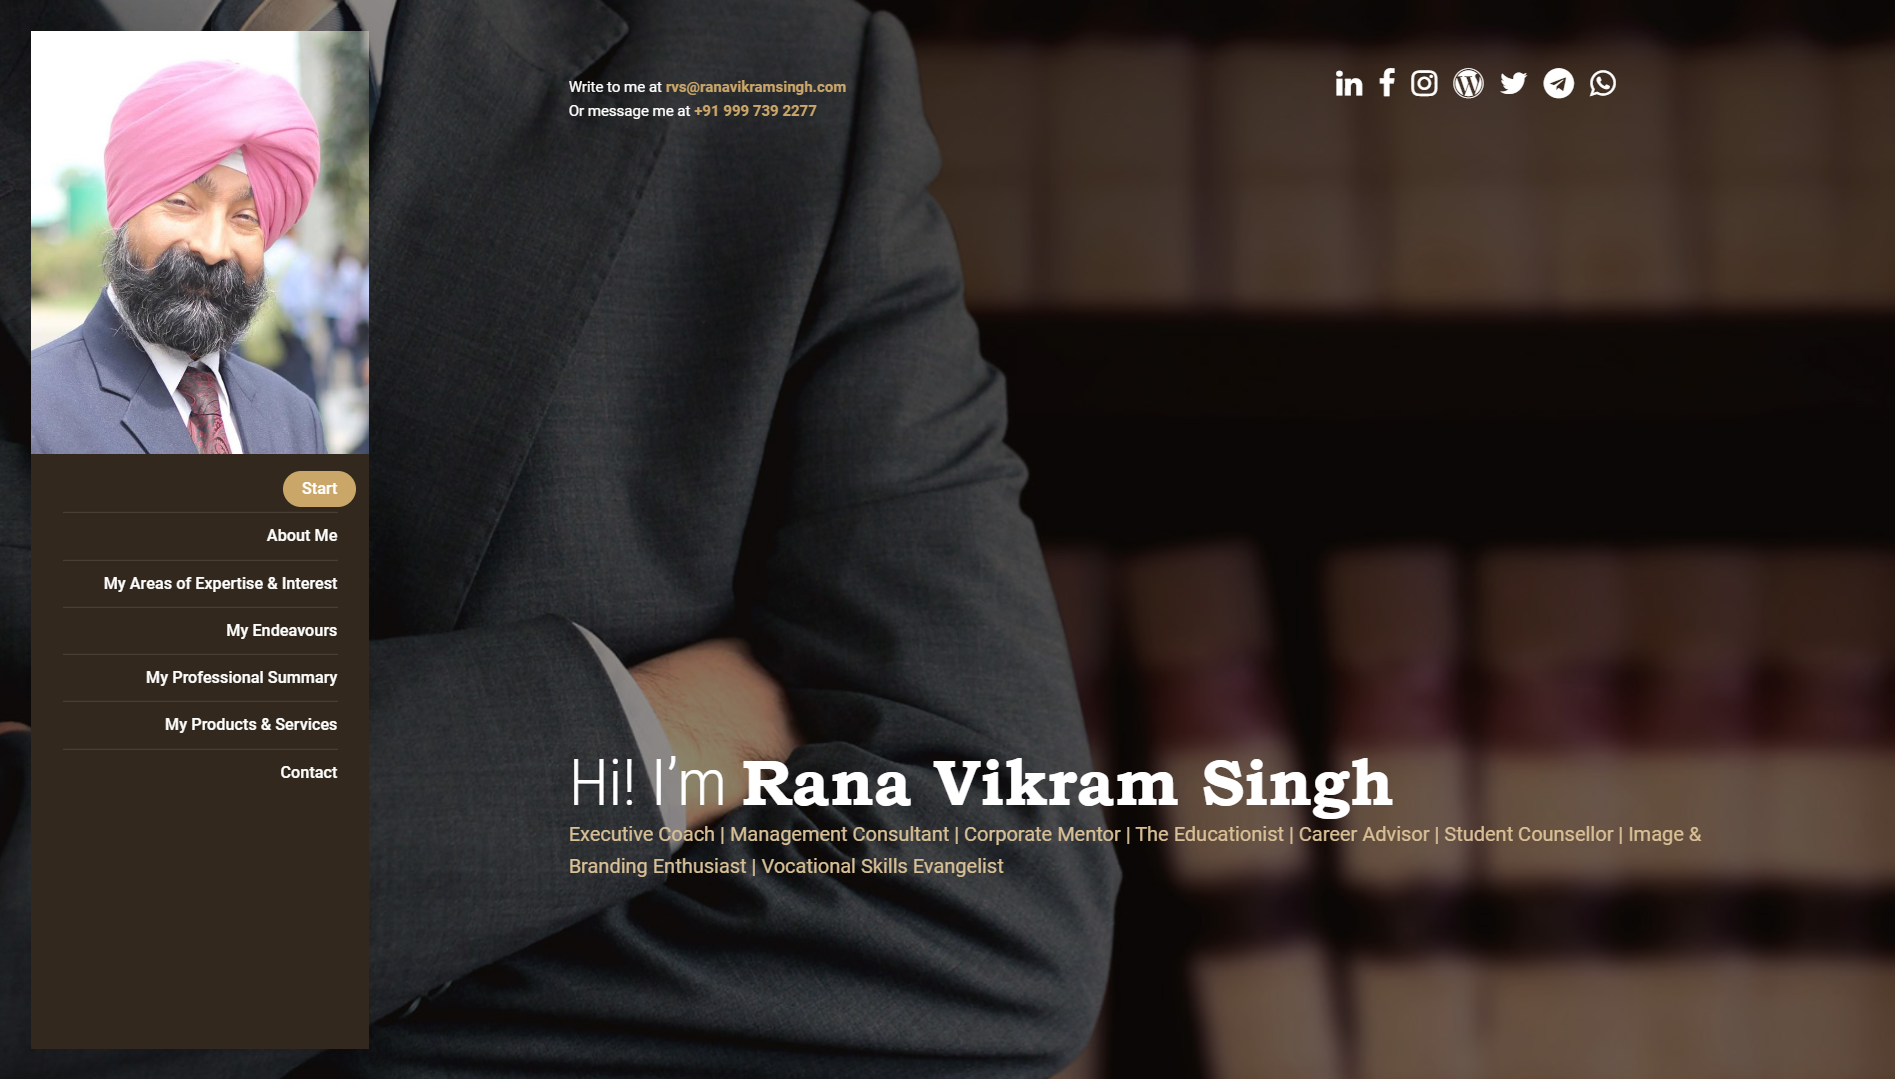 Write to me at rvs@ranavikramsingh.com
Or message me at +91 999 739 2277
Start
About Me
My Areas of Expertise & Interest
My Endeavours
My Professional Summary
My Products & Services
Contact
Hi! I'm Rana Vikram Singh
Executive Coach | Management Consultant | Corporate Mentor | The Educationist | Career Advisor | Student Counsellor | Image &
Branding Enthusiast | Vocational Skills Evangelist